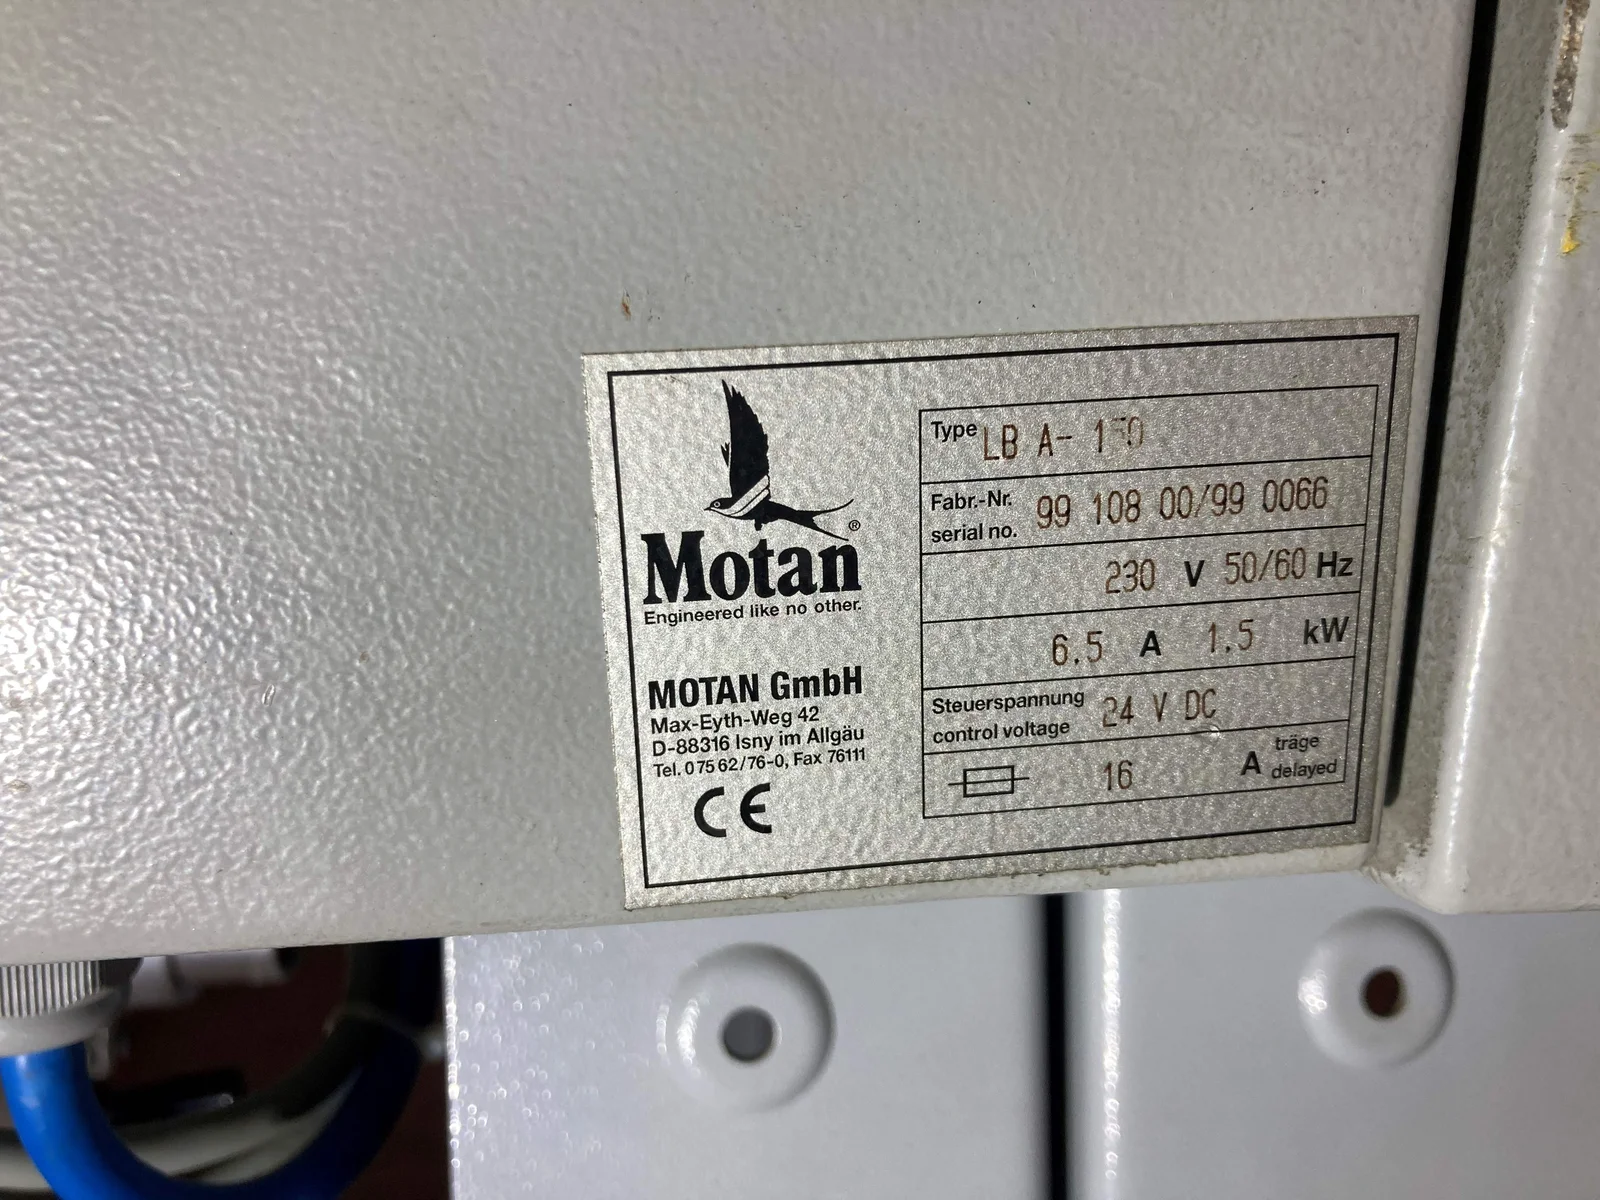 Motan®
Engineered like no other.
MOTAN GmbH
Max-Eyth-Weg 42
D-88316 Isny im Allgäu
Tel. 0 75 62/76-0, Fax 76111
CE
Type LB A-
Fabr.-Nr.
serial no. 99 108 00/99 0066
230 V 50/60 Hz
6.5 A 1.5 kW
Steuerspannung
control voltage 24 V DC
16 A träge
delayed